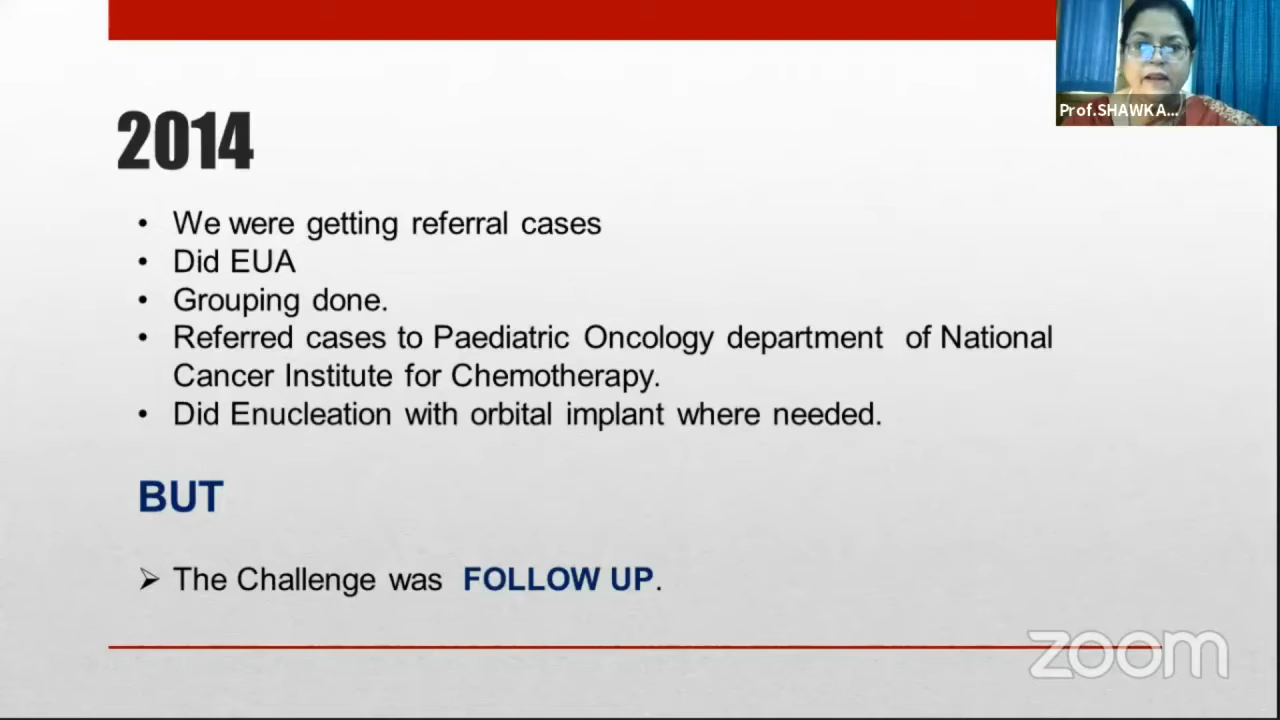 Prof.SHAWKA...
2014
• We were getting referral cases
• Did EUA
• Grouping done.
• Referred cases to Paediatric Oncology department of National
Cancer Institute for Chemotherapy.
• Did Enucleation with orbital implant where needed.
BUT
➢ The Challenge was FOLLOW UP.
zoom